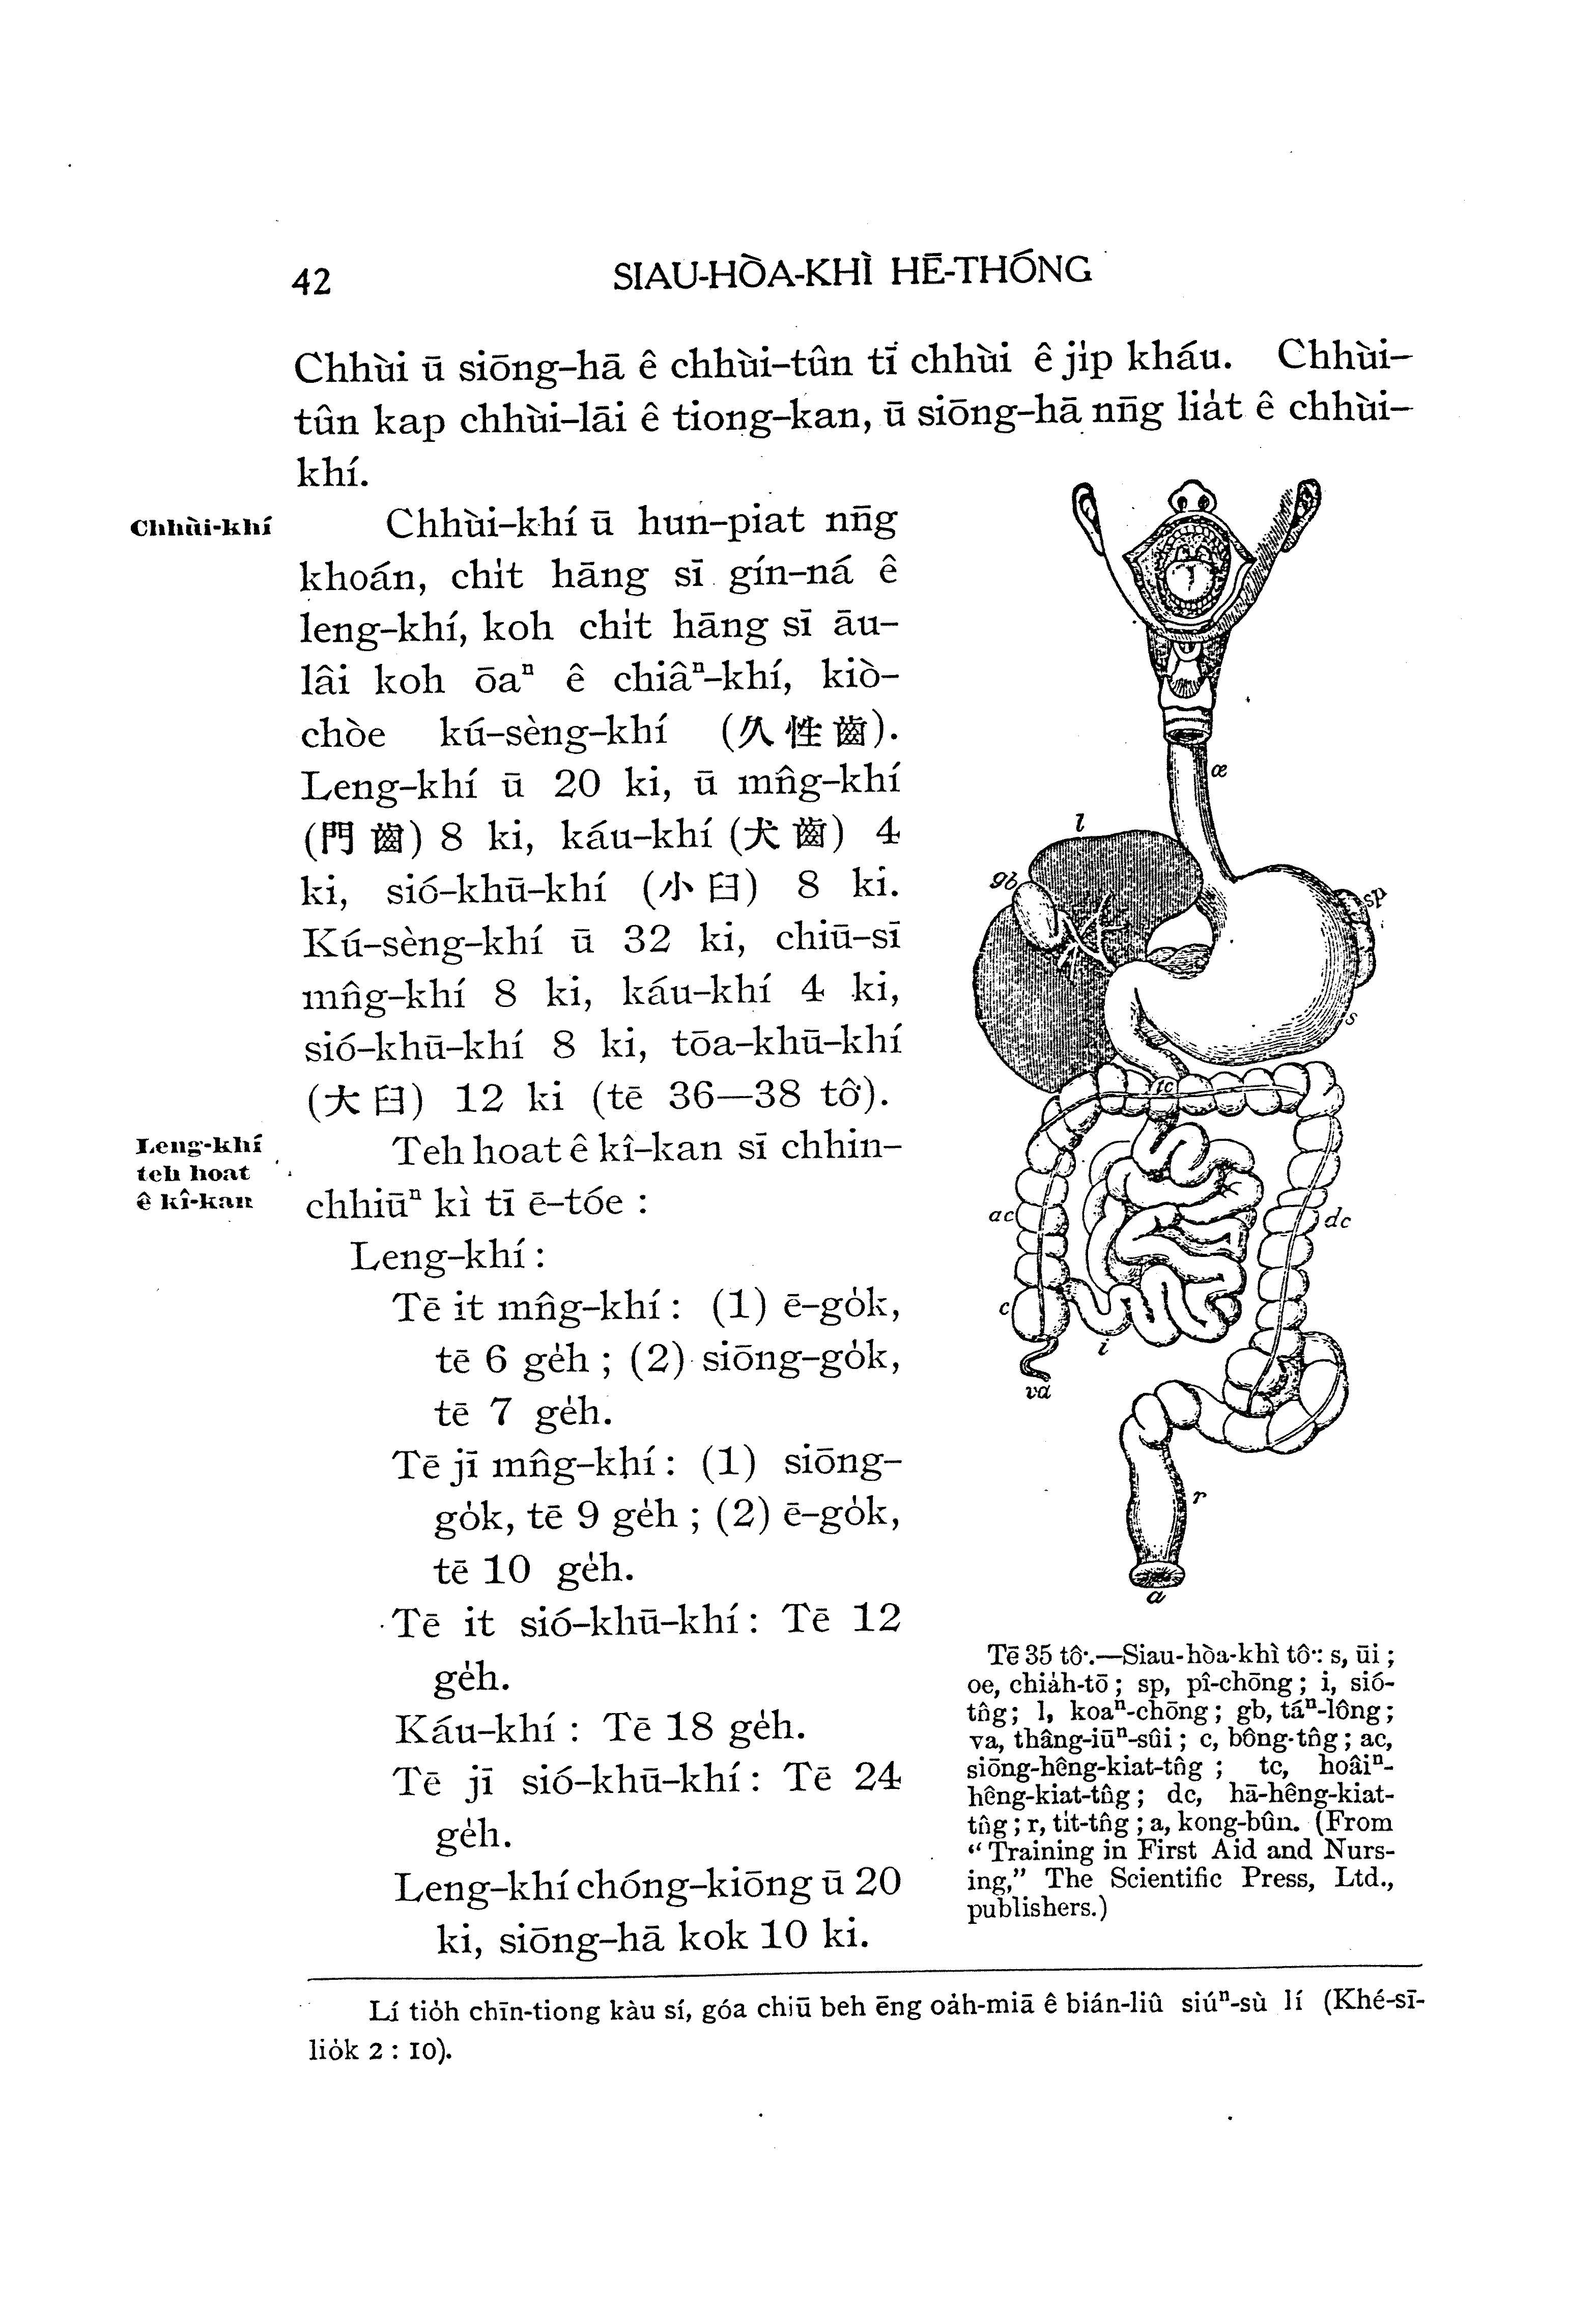 42
SIAU-HÒA-KHÌ HĒ-THÓNG
Chhùi ū siōng-hā ê chhùi-tûn tī chhùi ê ji̍p kháu. Chhùi-
tûn kap chhùi-lāi ê tiong-kan, ū siōng-hā nn̄g lia̍t ê chhùi-
khí.
Chhùi-khí
Chhùi-khí ū hun-piat nn̄g
khoán, chi̍t hāng sī gín-ná ê
leng-khí, koh chi̍t hāng sī āu-
lâi koh ōaⁿ ê chiâⁿ-khí, kiò-
chòe kú-sèng-khí (久性齒).
Leng-khí ū 20 ki, ū mn̂g-khí
(門齒) 8 ki, káu-khí (犬齒) 4
ki, sió-khū-khí (小臼) 8 ki.
Kú-sèng-khí ū 32 ki, chiū-sī
mn̂g-khí 8 ki, káu-khí 4 ki,
sió-khū-khí 8 ki, tōa-khū-khí
(大臼) 12 ki (tē 36—38 tô͘).
Leng-khí
teh hoat
ê kî-kan
Teh hoat ê kî-kan sī chhin-
chhiūⁿ kì tī ē-tóe :
Leng-khí :
Tē it mn̂g-khí : (1) ē-go̍k,
tē 6 ge̍h ; (2) siōng-go̍k,
tē 7 ge̍h.
Tē jī mn̂g-khí : (1) siōng-
go̍k, tē 9 ge̍h ; (2) ē-go̍k,
tē 10 ge̍h.
Tē it sió-khū-khí : Tē 12
ge̍h.
Káu-khí : Tē 18 ge̍h.
Tē jī sió-khū-khí : Tē 24
ge̍h.
Leng-khí chóng-kiōng ū 20
ki, siōng-hā kok 10 ki.
œ
l
gb
sp
s
tc
ac
dc
c
i
va
r
a
Tē 35 tô͘.—Siau-hòa-khì tô͘: s, ūi ;
oe, chia̍h-tō ; sp, pî-chōng ; i, sió-
tn̂g ; l, koaⁿ-chōng ; gb, táⁿ-lông ;
va, thâng-iūⁿ-sûi ; c, bông-tn̂g ; ac,
siōng-hêng-kiat-tn̂g ; tc, hoâiⁿ-
hêng-kiat-tn̂g ; dc, hā-hêng-kiat-
tn̂g ; r, ti̍t-tn̂g ; a, kong-bûn. (From
“ Training in First Aid and Nurs-
ing,” The Scientific Press, Ltd.,
publishers.)
Lí tio̍h chīn-tiong kàu sí, góa chiū beh ēng oa̍h-miā ê bián-liû siúⁿ-sù lí (Khé-sī-
lio̍k 2 : 10).